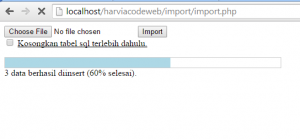 localhost/harviacodeweb/import/import.php
Choose File No file chosen Import
Kosongkan tabel sql terlebih dahulu.
3 data berhasil diinsert (60% selesai).